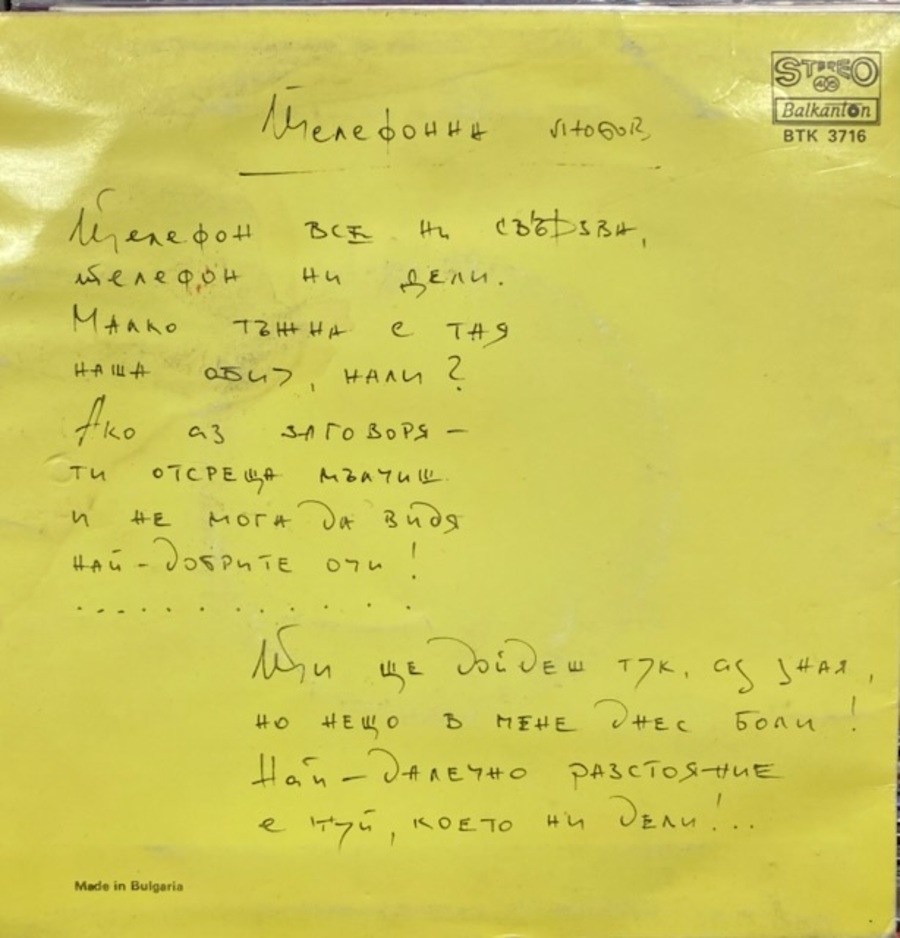 STEREO
Balkanton
BTK 3716
Телефонна любов
Телефон все ни свързва,
телефон ни дели.
Малко тъжна е тая
наша обич, нали?
Ако аз заговоря –
ти отсреща мълчиш
и не мога да видя
най-добрите очи!
. . . . . . . . . . . . .
Ти ще дойдеш тук, аз зная,
но нещо в мене днес боли!
Най-далечно разстояние
е туй, което ни дели!...
Made in Bulgaria